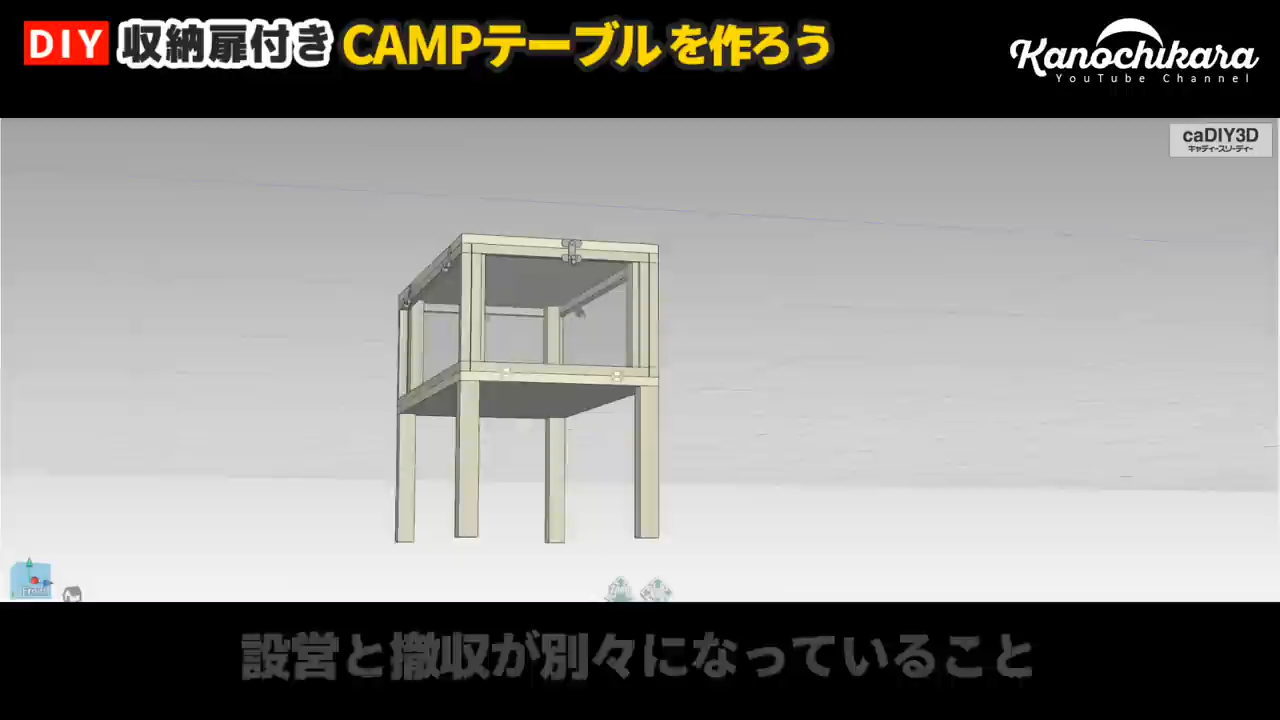 DIY 収納扉付き CAMPテーブル を作ろう
Kanochikara
YouTube Channel
caDIY3D
キャディースリーディー
Front
設営と撤収が別々になっていること